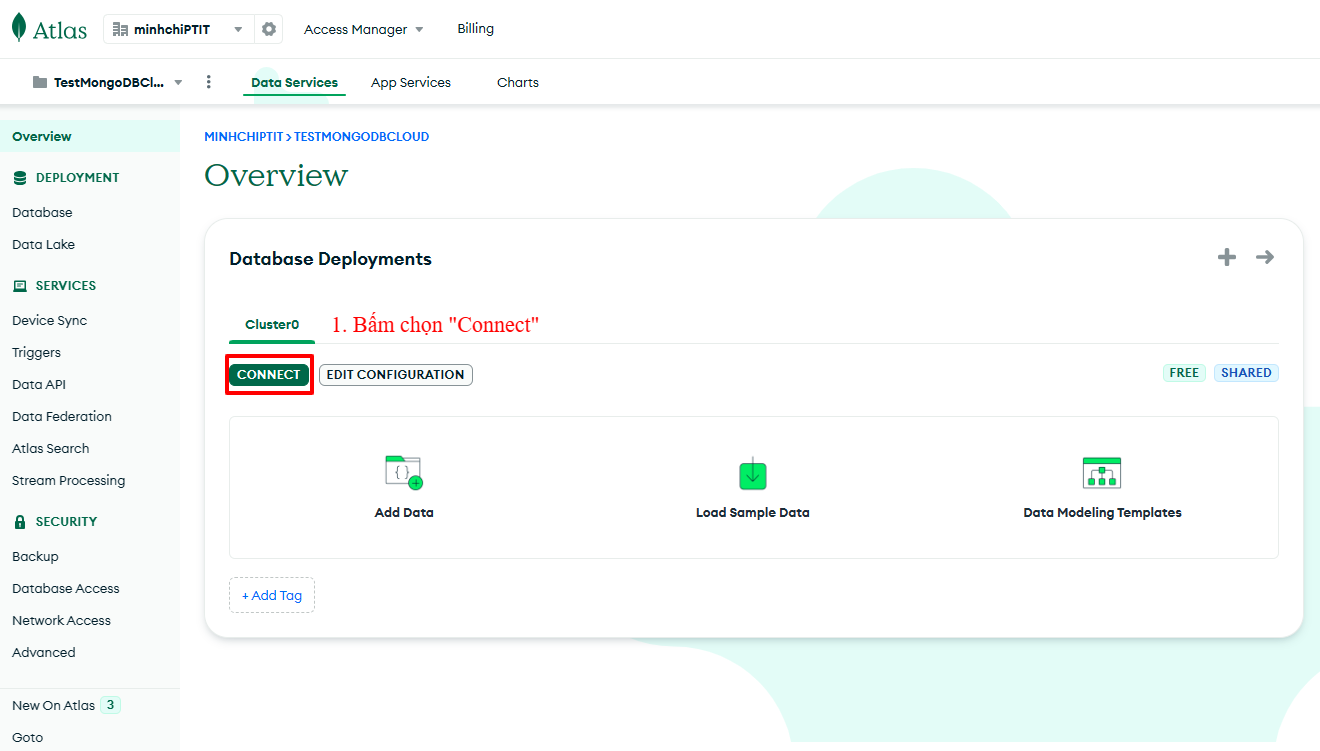 Atlas
minhchiPTIT
Access Manager
Billing
TestMongoDBCl...
Data Services
App Services
Charts
Overview
DEPLOYMENT
Database
Data Lake
SERVICES
Device Sync
Triggers
Data API
Data Federation
Atlas Search
Stream Processing
SECURITY
Backup
Database Access
Network Access
Advanced
New On Atlas 3
Goto
MINHCHIPTIT > TESTMONGODBCLOUD
Overview
Database Deployments
Cluster0
1. Bấm chọn "Connect"
CONNECT
EDIT CONFIGURATION
FREE
SHARED
Add Data
Load Sample Data
Data Modeling Templates
+ Add Tag